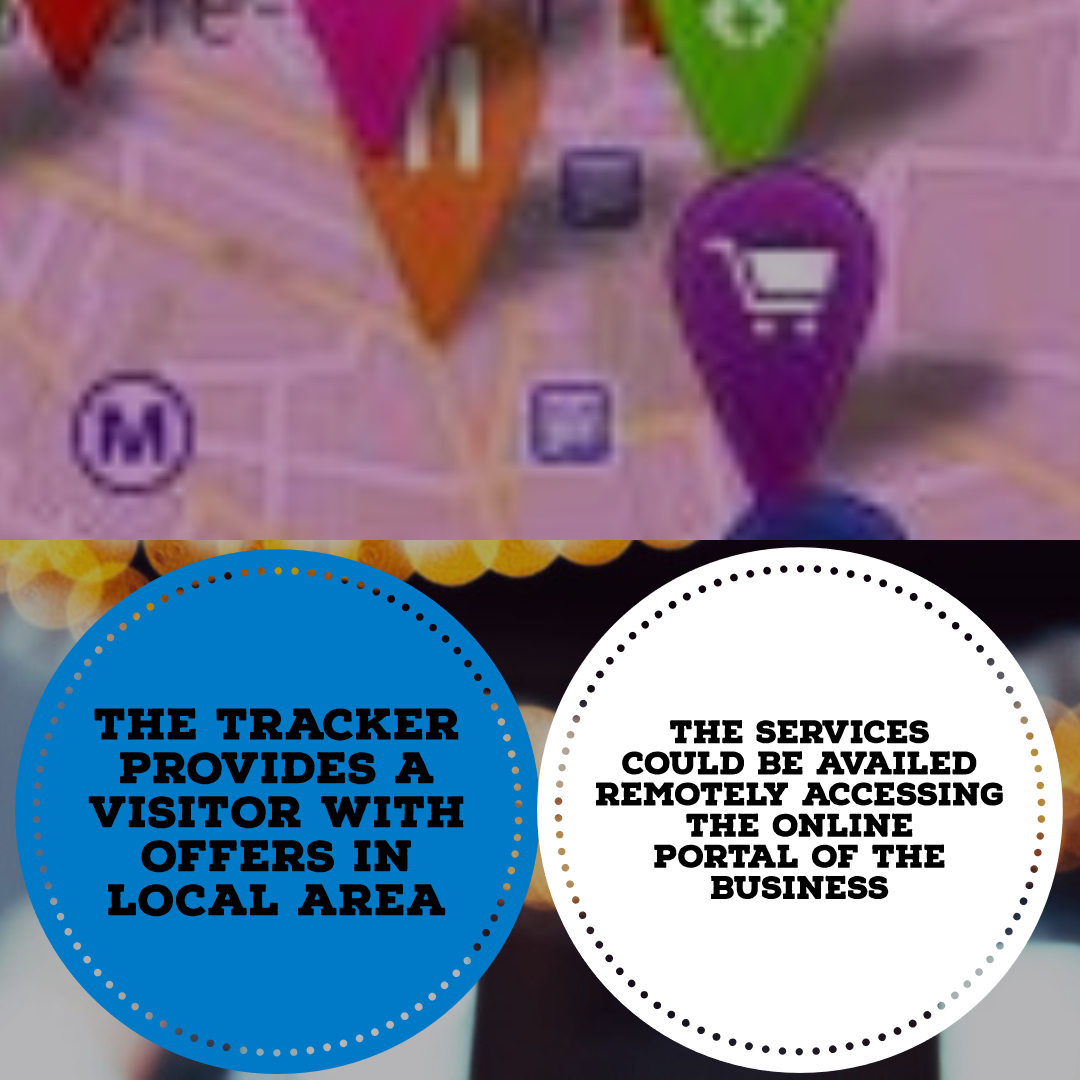 M
THE TRACKER
PROVIDES A
VISITOR WITH
OFFERS IN
LOCAL AREA
THE SERVICES
COULD BE AVAILED
REMOTELY ACCESSING
THE ONLINE
PORTAL OF THE
BUSINESS